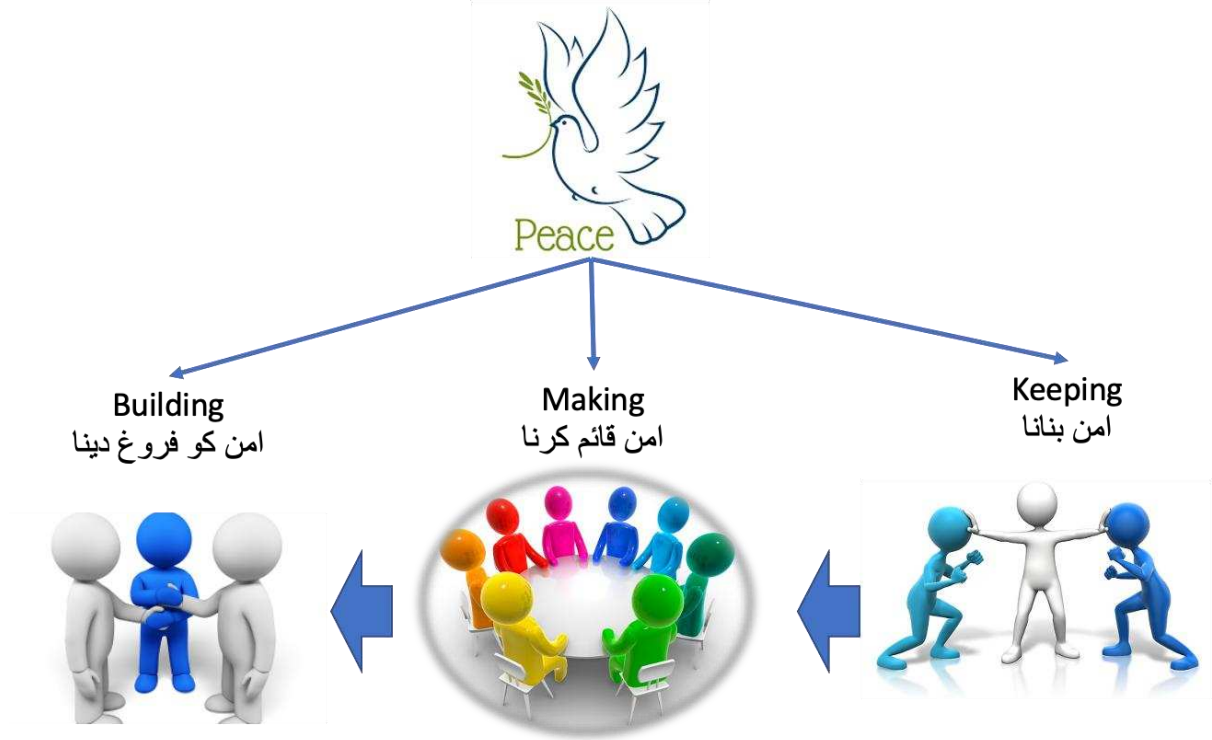 Peace
Building
امن کو فروغ دینا
Making
امن قائم کرنا
Keeping
امن بنانا